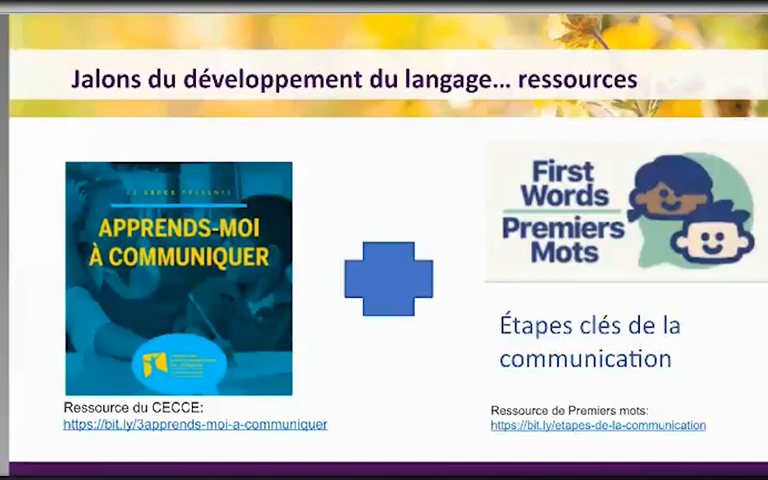 Jalons du développement du langage... ressources
LE CECCE PRÉSENTE
APPRENDS-MOI
À COMMUNIQUER
First
Words
Premiers
Mots
Étapes clés de la
communication
Ressource du CECCE:
https://bit.ly/3apprends-moi-a-communiquer
Ressource de Premiers mots:
https://bit.ly/etapes-de-la-communication